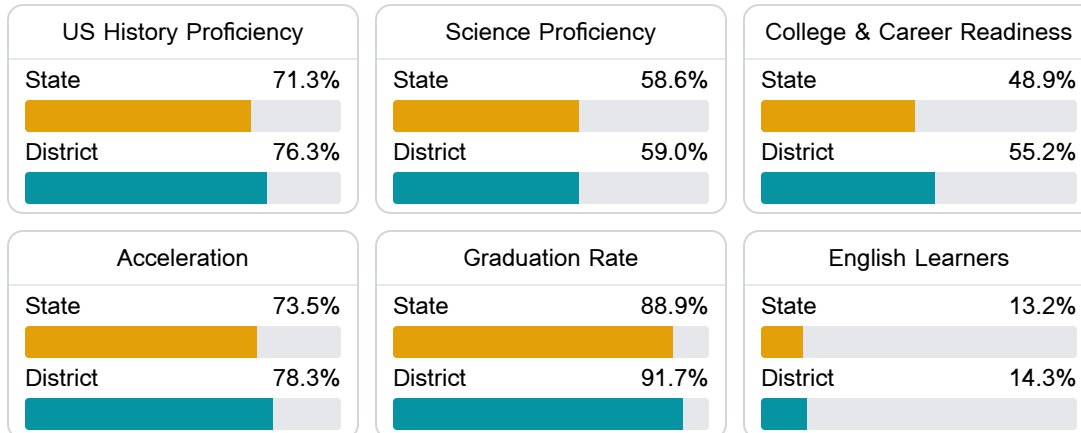 US History Proficiency
State 71.3%
District 76.3%
Science Proficiency
State 58.6%
District 59.0%
College & Career Readiness
State 48.9%
District 55.2%
Acceleration
State 73.5%
District 78.3%
Graduation Rate
State 88.9%
District 91.7%
English Learners
State 13.2%
District 14.3%